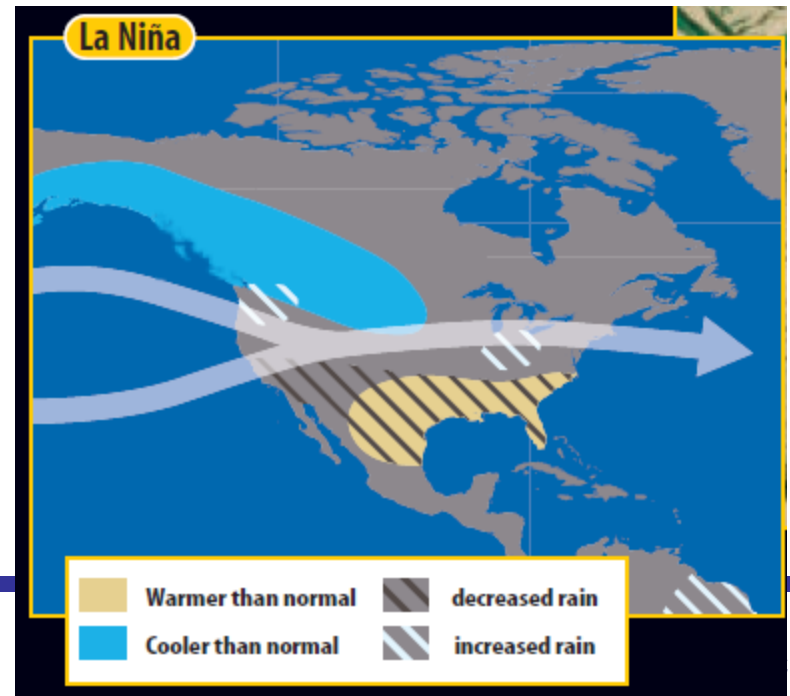 La Niña
Warmer than normal
decreased rain
Cooler than normal
increased rain